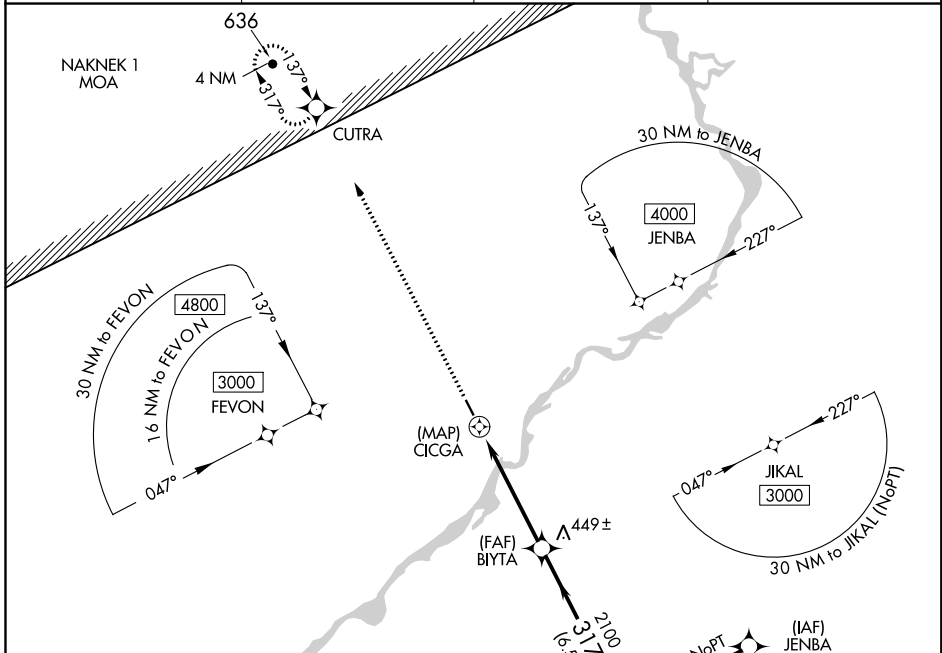 636
NAKNEK 1
MOA
4 NM
137°
317°
CUTRA
30 NM to JENBA
137°
4000
JENBA
227°
30 NM to FEVON
4800
137°
16 NM to FEVON
3000
FEVON
047°
(MAP)
CICGA
227°
047°
JIKAL
3000
30 NM to JIKAL (NoPT)
449±
(FAF)
BIYTA
2100
317°
NoPT
(IAF)
JENBA